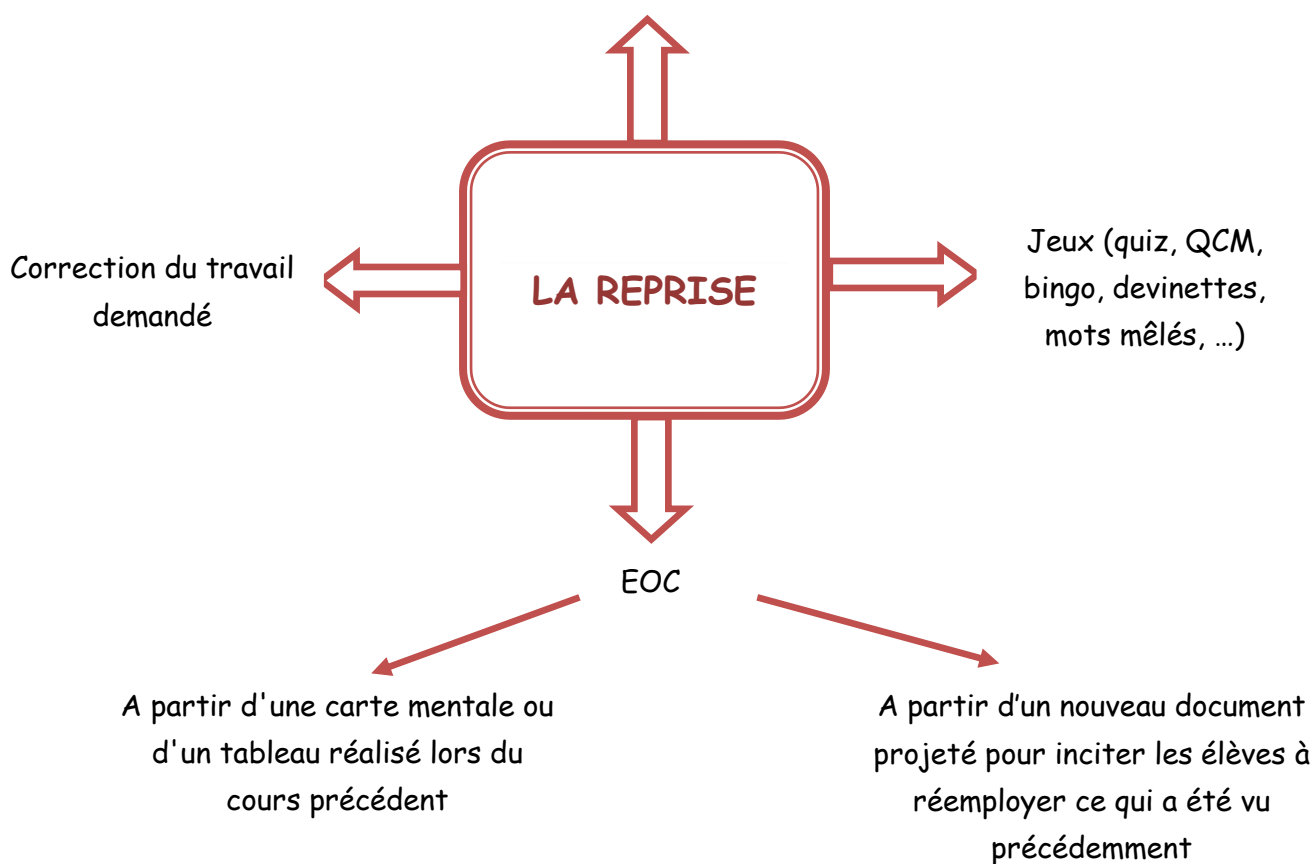 Correction du travail
demandé
LA REPRISE
Jeux (quiz, QCM,
bingo, devinettes,
mots mêlés, …)
EOC
A partir d'une carte mentale ou
d'un tableau réalisé lors du
cours précédent
A partir d’un nouveau document
projeté pour inciter les élèves à
réemployer ce qui a été vu
précédemment